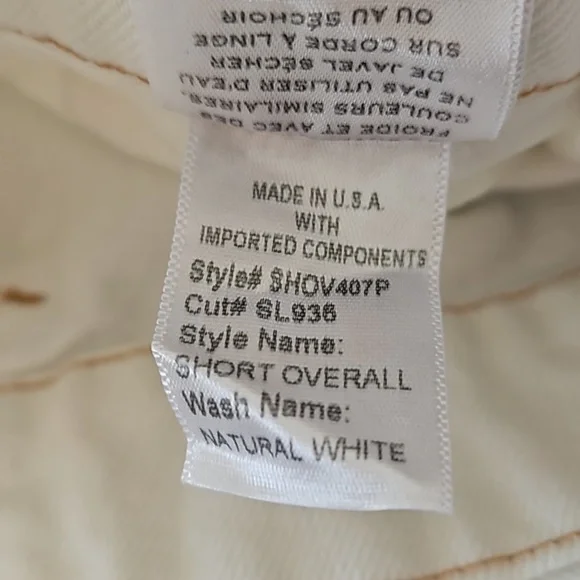 FROIDE ET AVEC DES
COULEURS SIMILAIRES.
NE PAS UTILISER D'EAU
DE JAVEL. SÉCHER
SUR CORDE À LINGE
OU AU SÉCHOIR
MADE IN U.S.A.
WITH
IMPORTED COMPONENTS
Style# SHOV407P
Cut# SL936
Style Name:
SHORT OVERALL
Wash Name:
NATURAL WHITE